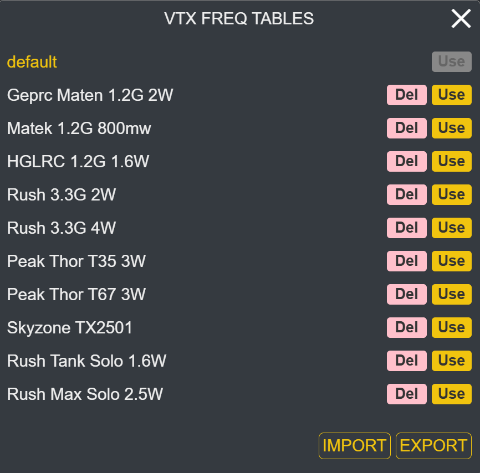 VTX FREQ TABLES
default Use
Geprc Maten 1.2G 2W Del Use
Matek 1.2G 800mw Del Use
HGLRC 1.2G 1.6W Del Use
Rush 3.3G 2W Del Use
Rush 3.3G 4W Del Use
Peak Thor T35 3W Del Use
Peak Thor T67 3W Del Use
Skyzone TX2501 Del Use
Rush Tank Solo 1.6W Del Use
Rush Max Solo 2.5W Del Use
IMPORT EXPORT